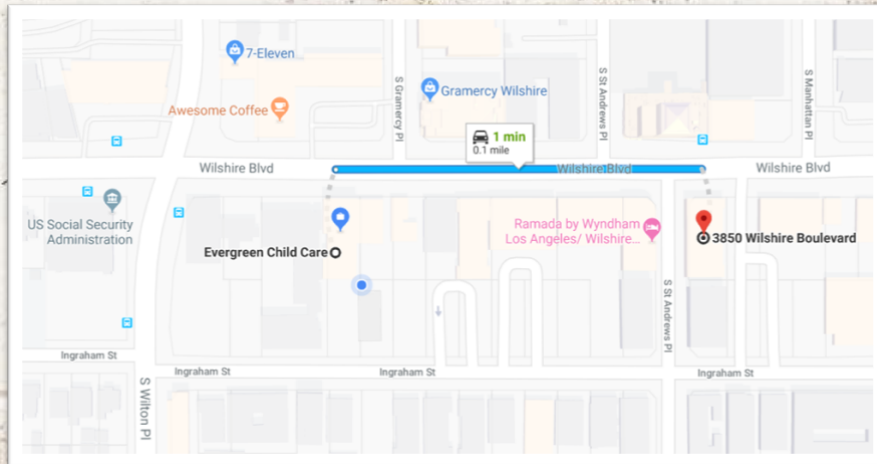 7-Eleven
S Gramercy Pl
Gramercy Wilshire
S St Andrews Pl
S Manhattan Pl
Awesome Coffee
1 min
0.1 mile
Wilshire Blvd
Wilshire Blvd
Wilshire Blvd
US Social Security
Administration
Ramada by Wyndham
Los Angeles/ Wilshire...
3850 Wilshire Boulevard
Evergreen Child Care
S St Andrews Pl
Ingraham St
Ingraham St
Ingraham St
Ingraham St
S Wilton Pl